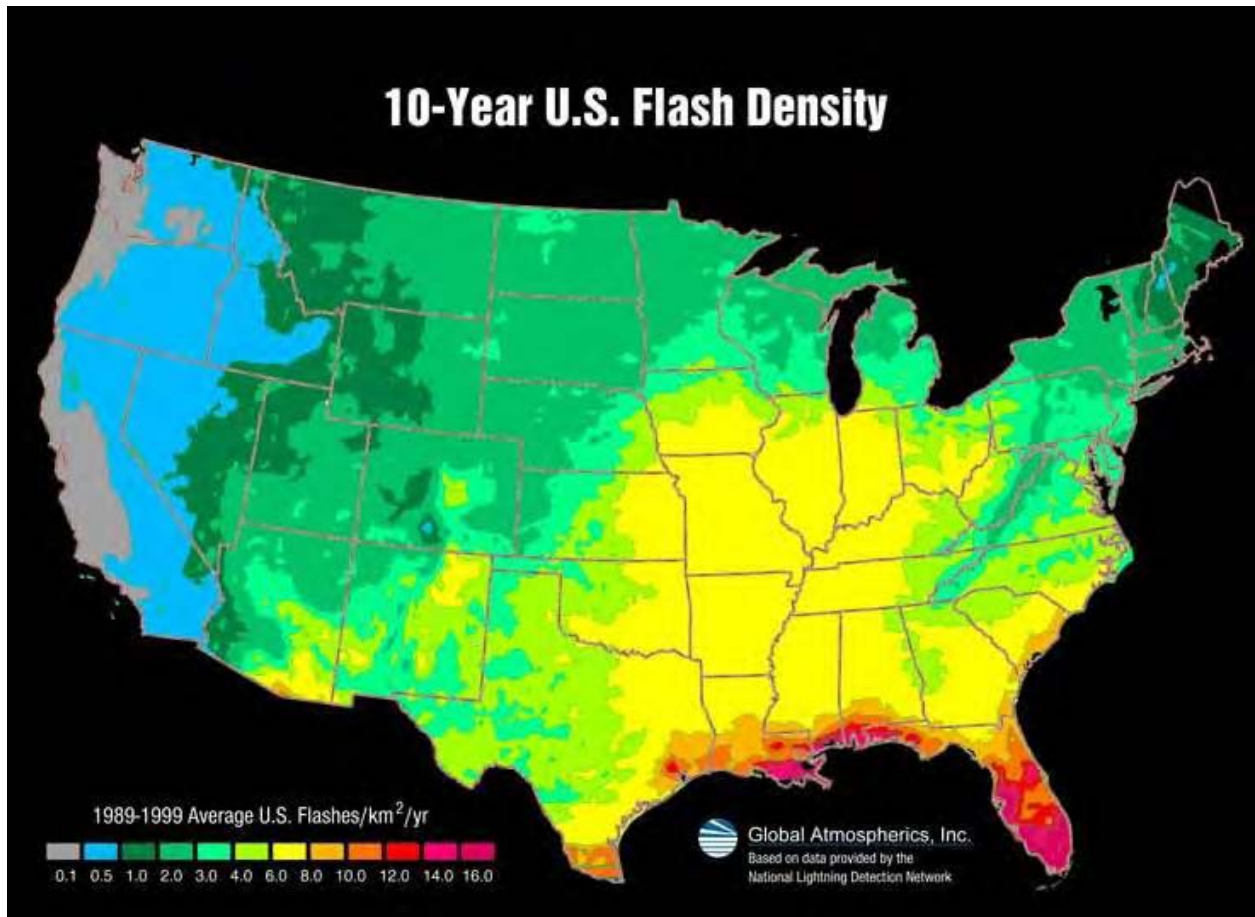 10-Year U.S. Flash Density
1989-1999 Average U.S. Flashes/km²/yr
0.1 0.5 1.0 2.0 3.0 4.0 6.0 8.0 10.0 12.0 14.0 16.0
Global Atmospherics, Inc.
Based on data provided by the
National Lightning Detection Network